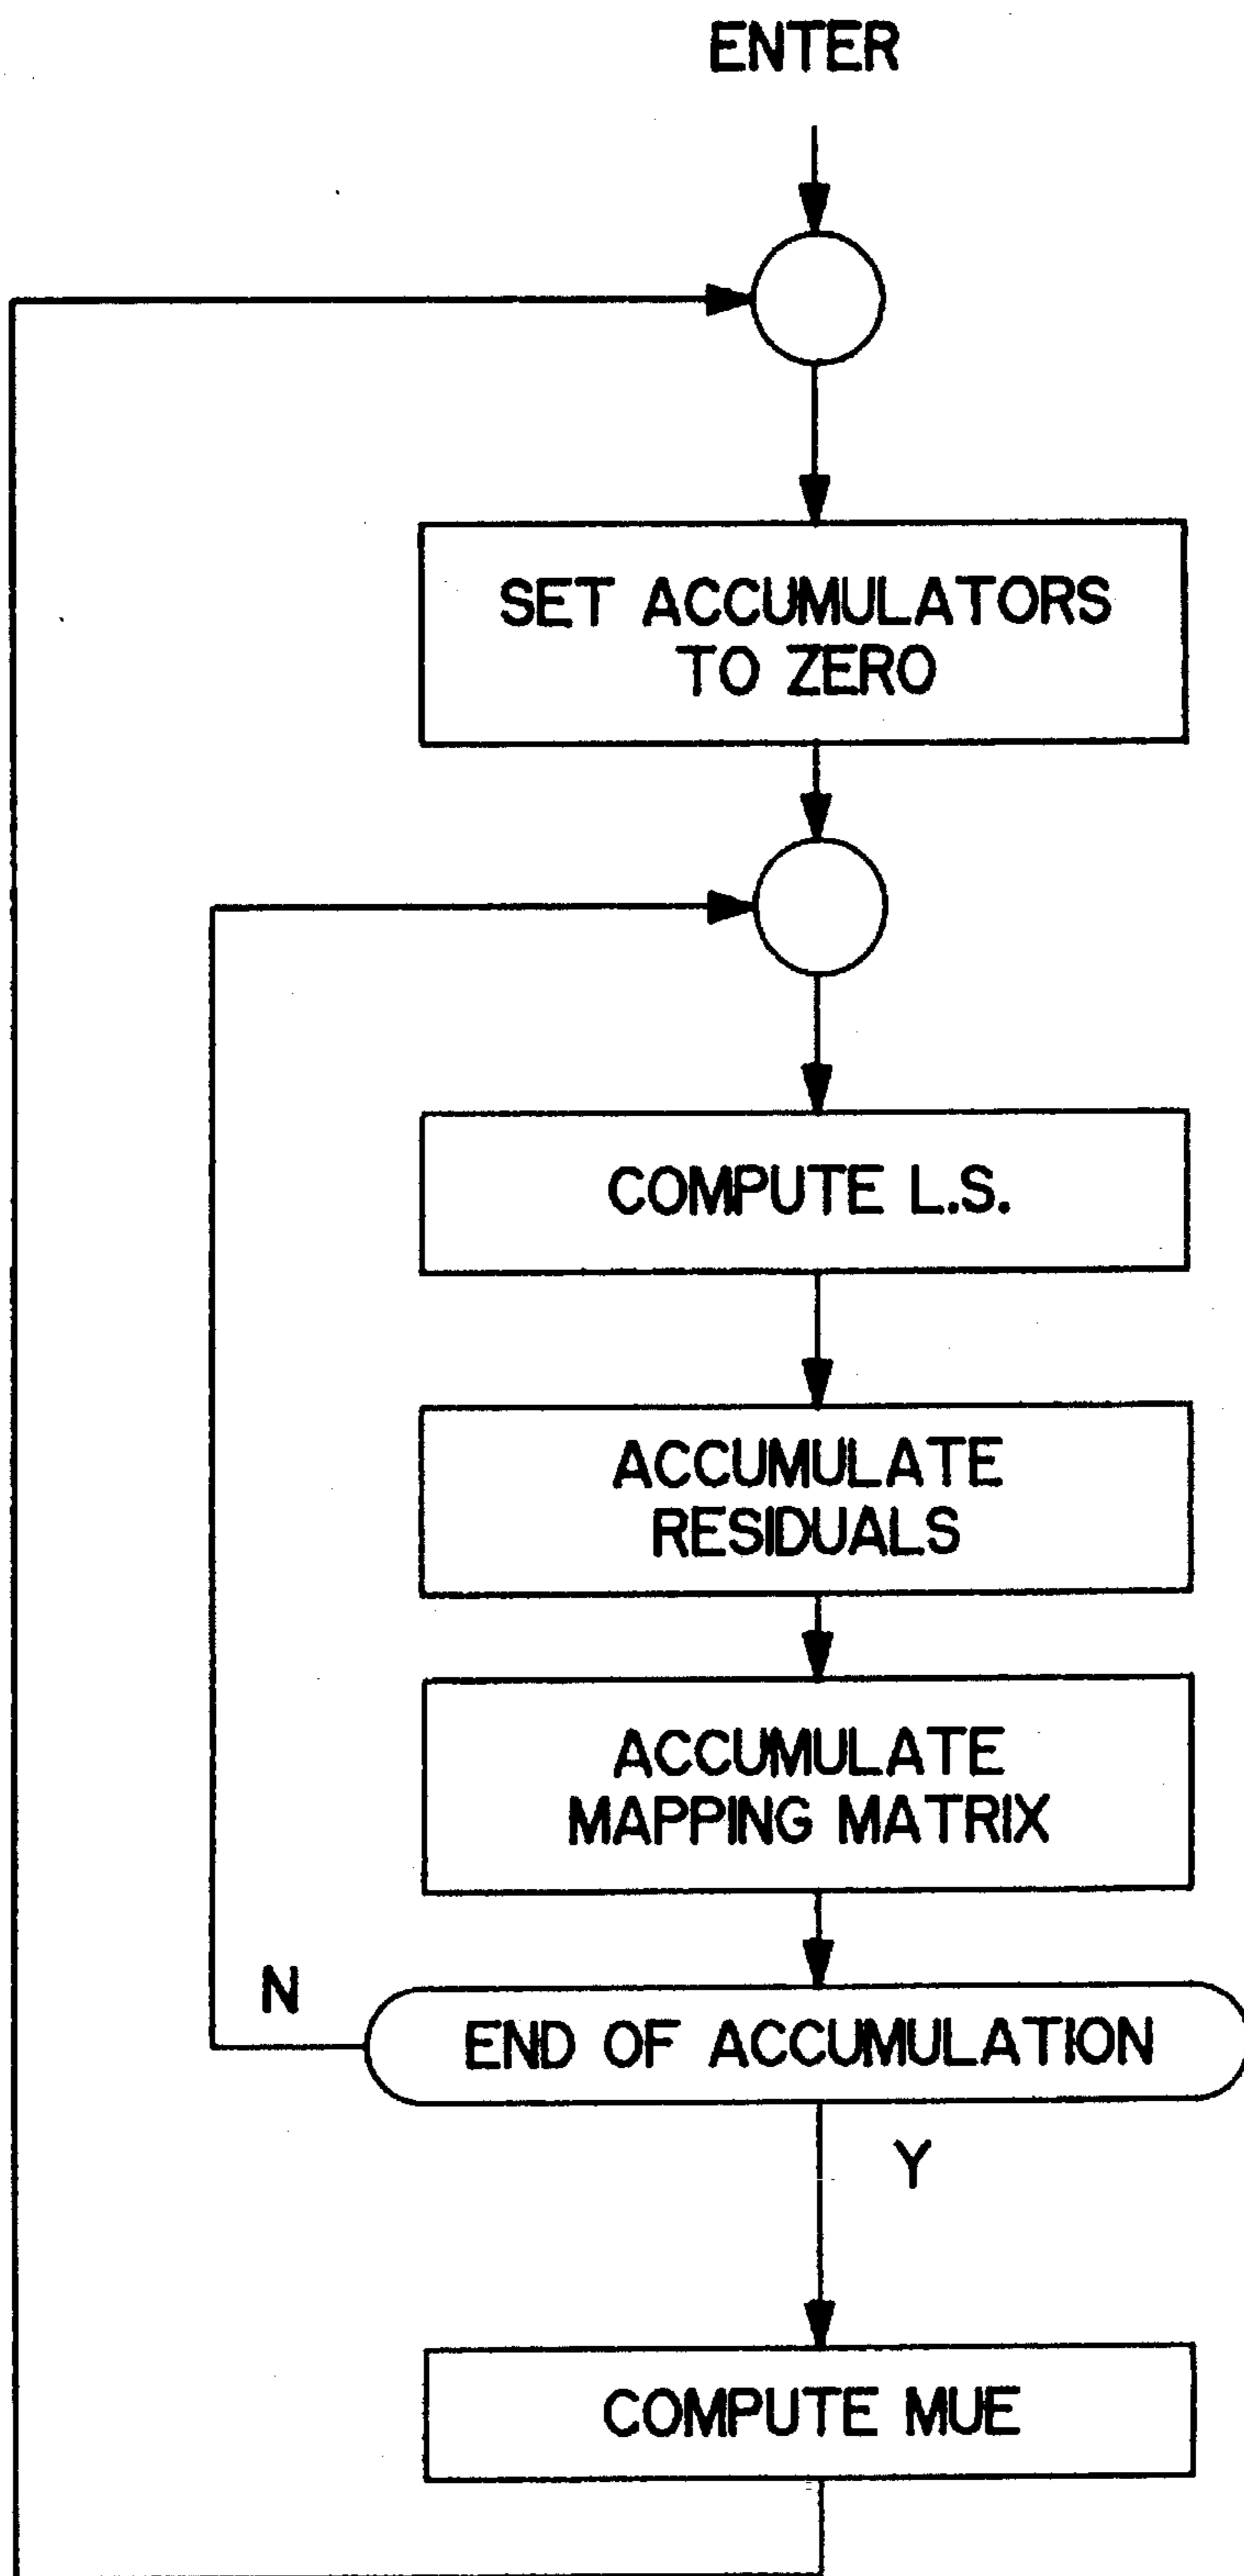 ENTER
SET ACCUMULATORS
TO ZERO
COMPUTE L.S.
ACCUMULATE
RESIDUALS
ACCUMULATE
MAPPING MATRIX
N
END OF ACCUMULATION
Y
COMPUTE MUE